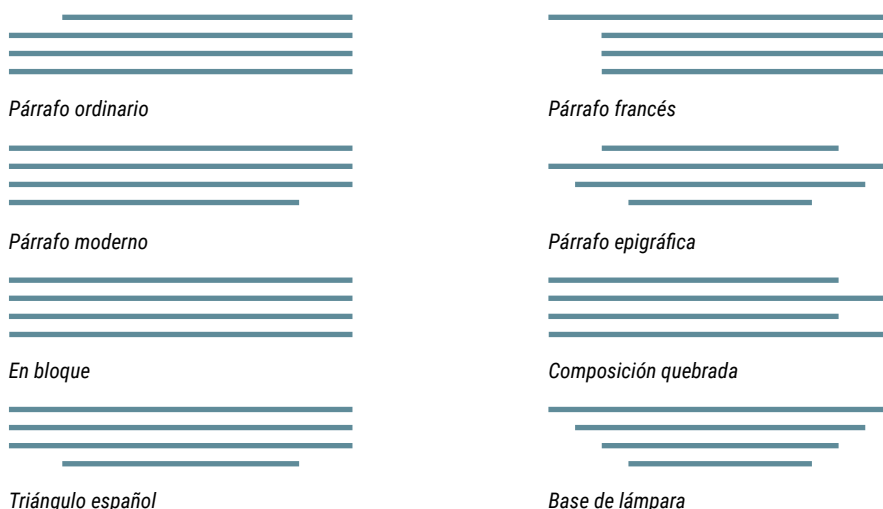 Párrafo ordinario
Párrafo francés
Párrafo moderno
Párrafo epigráfica
En bloque
Composición quebrada
Triángulo español
Base de lámpara